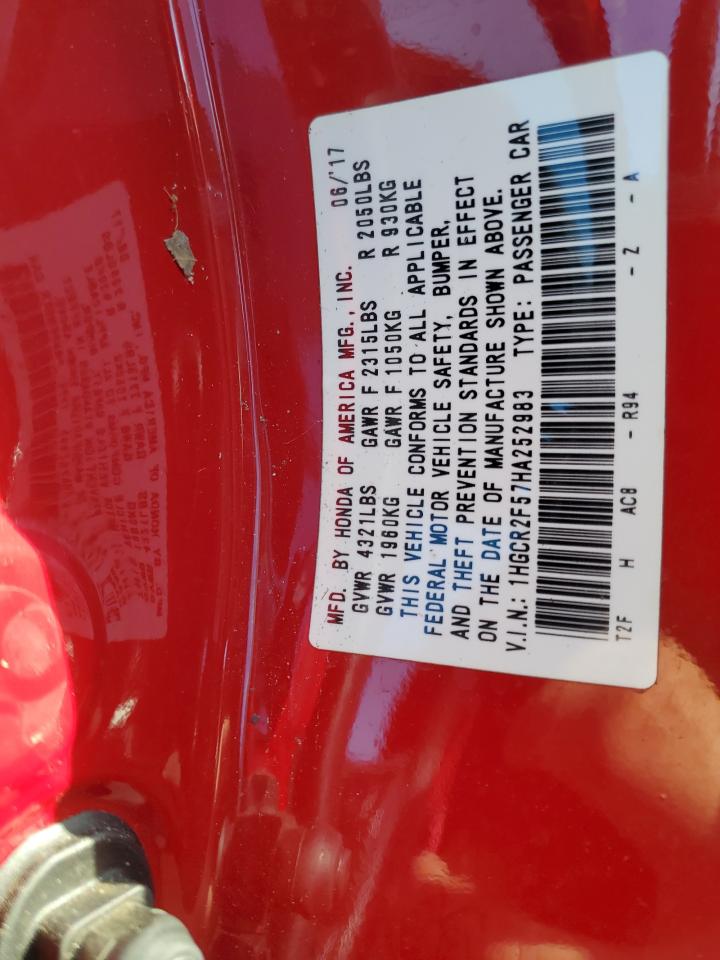 MFD. BY HONDA OF AMERICA MFG., INC. 06/'17
GVWR 4321LBS GAWR F 2315LBS R 2050LBS
GVWR 1960KG GAWR F 1050KG R 930KG
THIS VEHICLE CONFORMS TO ALL APPLICABLE
FEDERAL MOTOR VEHICLE SAFETY, BUMPER,
AND THEFT PREVENTION STANDARDS IN EFFECT
ON THE DATE OF MANUFACTURE SHOWN ABOVE.
V.I.N.: 1HGCR2F57HA252983 TYPE: PASSENGER CAR
T2F H AC8 - R94 - Z - A